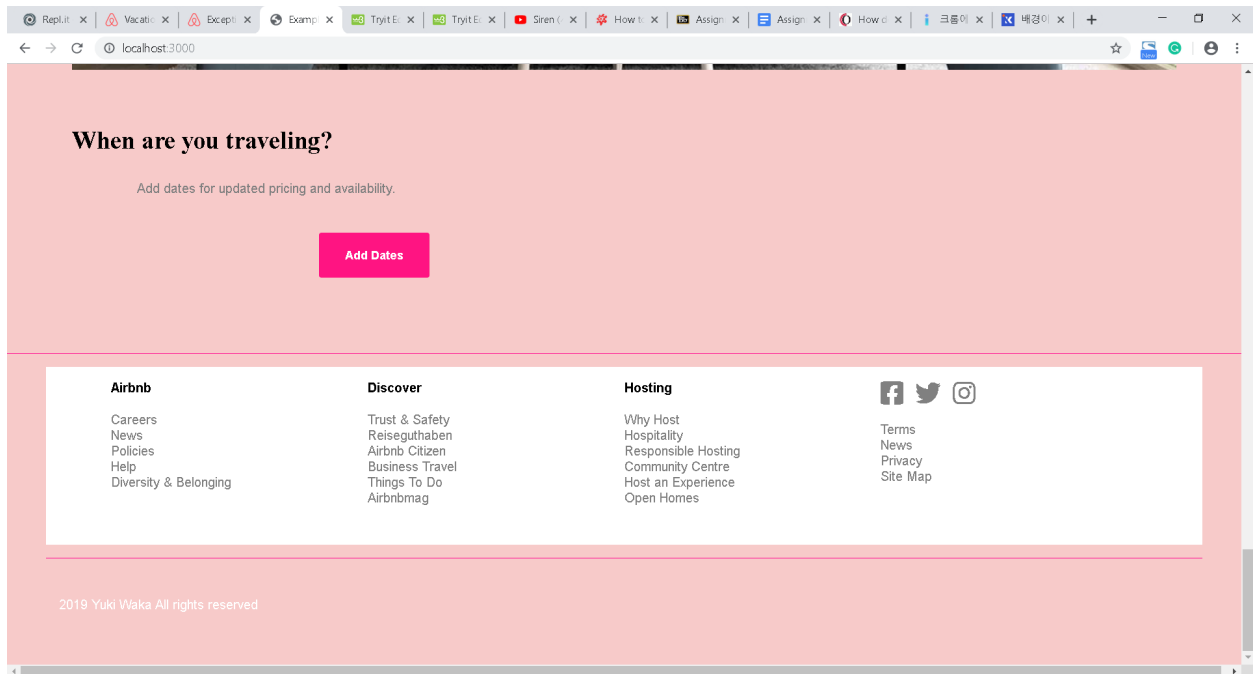 Repl.it
Vacatio
Except
Examp
Tryit Ec
Tryit Ec
Siren (
How to
Assign
Assign
How d
크롬에
배경이
localhost:3000
New
When are you traveling?
Add dates for updated pricing and availability.
Add Dates
Airbnb
Careers
News
Policies
Help
Diversity & Belonging
Discover
Trust & Safety
Reiseguthaben
Airbnb Citizen
Business Travel
Things To Do
Airbnbmag
Hosting
Why Host
Hospitality
Responsible Hosting
Community Centre
Host an Experience
Open Homes
Terms
News
Privacy
Site Map
2019 Yuki Waka All rights reserved